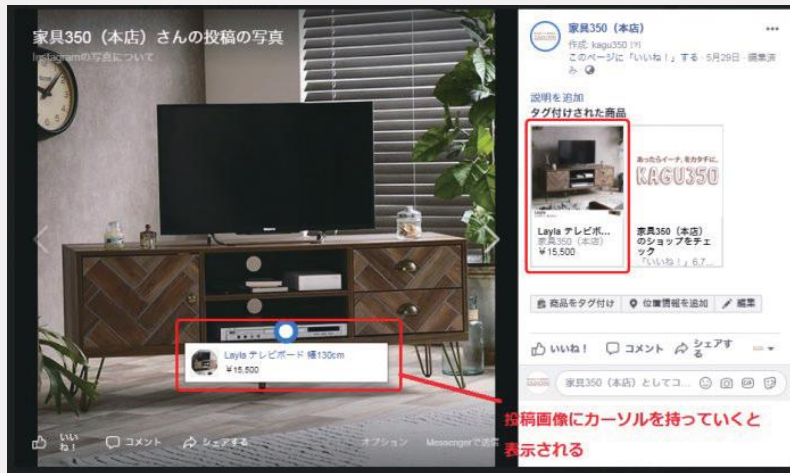 家具350（本店）さんの投稿の写真
Instagramの写真について
Layla テレビボード 幅130cm
￥15,500
いいね！
コメント
シェアする
オプション
Messengerで送信
家具350（本店）
作成: kagu350 [?]
このページに「いいね！」する · 5月29日 · 編集済み
説明を追加
タグ付けされた商品
Layla テレビボ...
家具350（本店）
￥15,500
あったらイーナ、をカタチに。
KAGU350
家具350（本店）
のショップをチェ
ック
「いいね！」6.7...
商品をタグ付け
位置情報を追加
編集
いいね！
コメント
シェアする
家具350（本店）としてコ...
投稿画像にカーソルを持っていくと
表示される